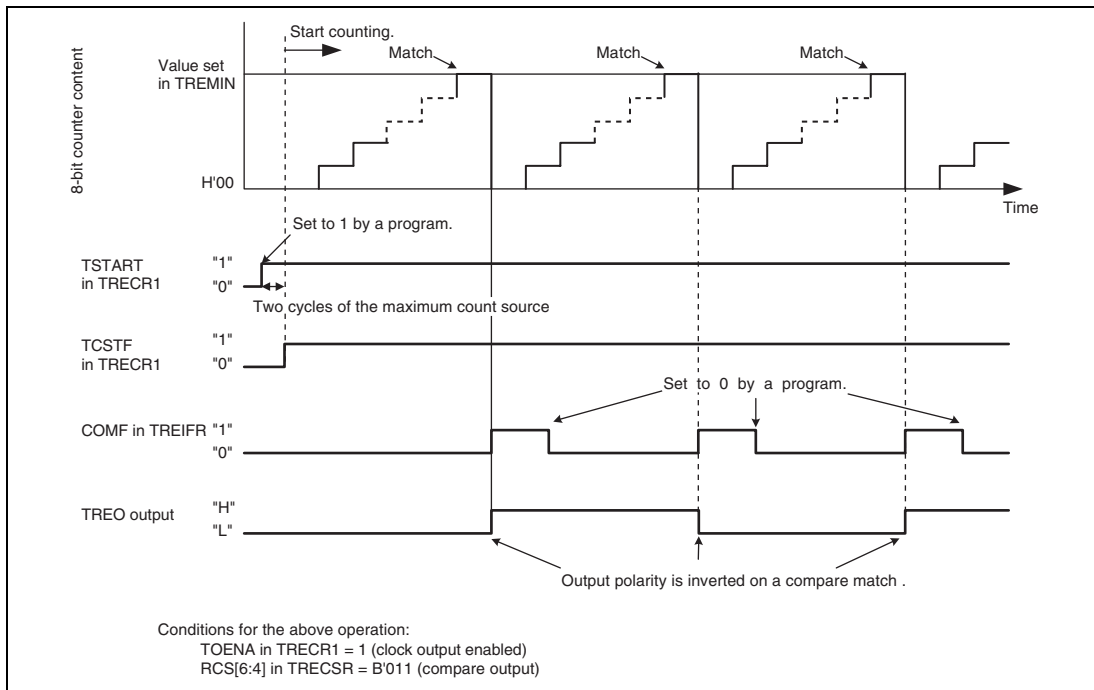 8-bit counter content
Start counting.
Value set
in TREMIN
Match
Match
Match
H'00
Time
Set to 1 by a program.
TSTART
in TRECR1
"1"
"0"
Two cycles of the maximum count source
TCSTF
in TRECR1
"1"
"0"
Set to 0 by a program.
COMF in TREIFR "1"
"0"
TREO output
"H"
"L"
Output polarity is inverted on a compare match .
Conditions for the above operation:
TOENA in TRECR1 = 1 (clock output enabled)
RCS[6:4] in TRECSR = B'011 (compare output)